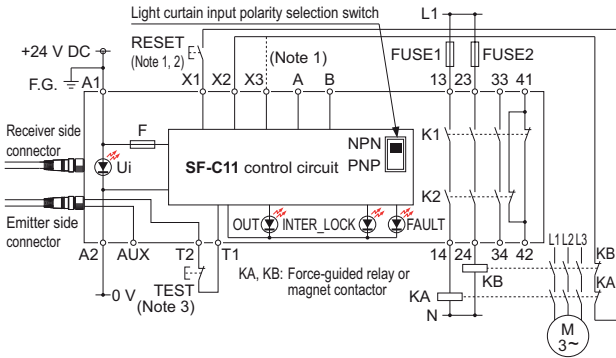 Light curtain input polarity selection switch
L1
+24 V DC
RESET
(Note 1, 2)
(Note 1)
FUSE1 FUSE2
F.G. A1 X1 X2 X3 A B 13 23 33 41
Receiver side
connector
F
Ui
SF-C11 control circuit
NPN
PNP
K1
K2
Emitter side
connector
OUT INTER_LOCK FAULT
A2 AUX T2 T1 14 24 34 42
L1 L2 L3
KB
KA
0 V
TEST
(Note 3)
KA, KB: Force-guided relay or
magnet contactor
KB
KA
N
M
3~